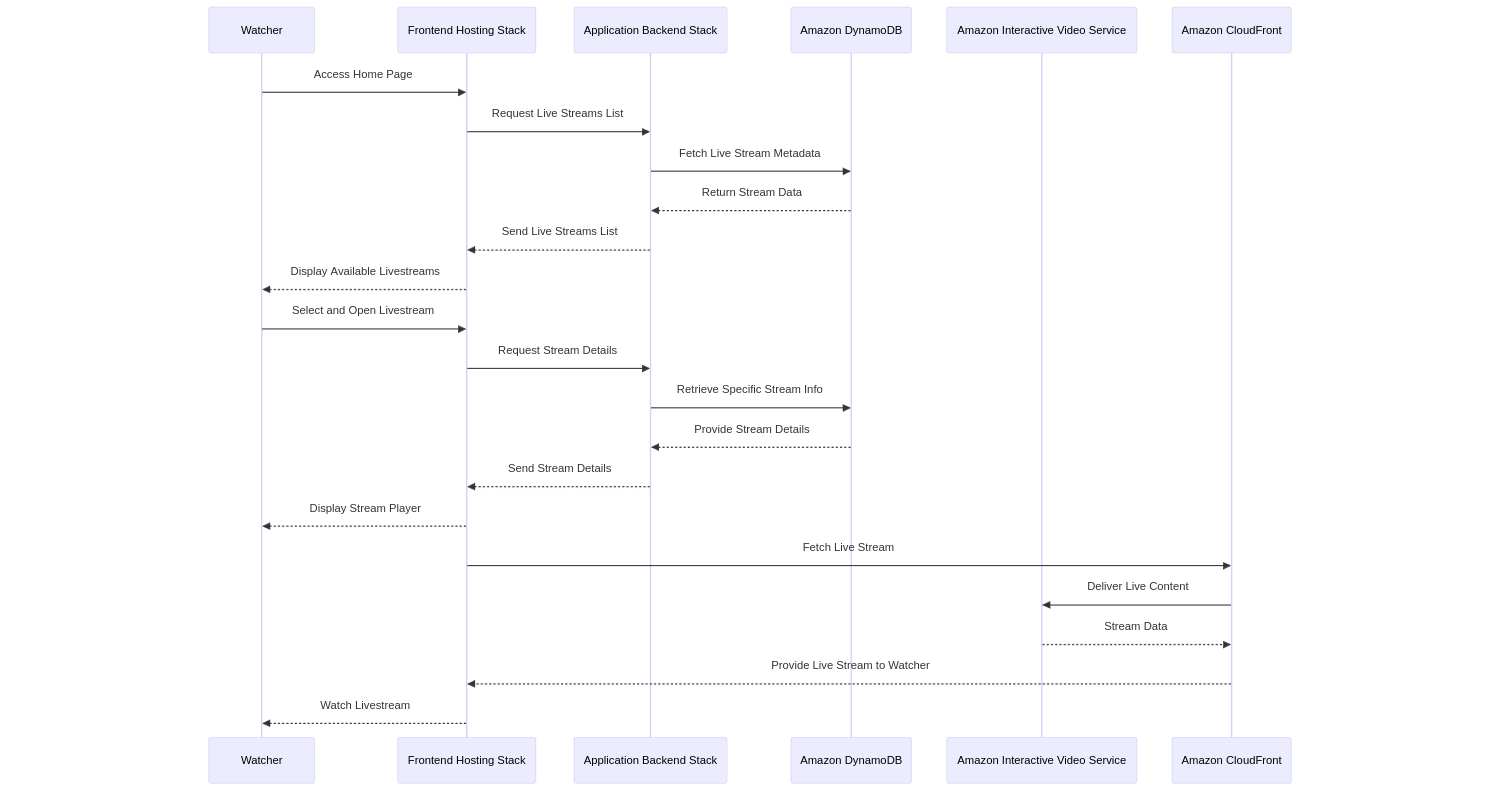 Watcher
Frontend Hosting Stack
Application Backend Stack
Amazon DynamoDB
Amazon Interactive Video Service
Amazon CloudFront
Access Home Page
Request Live Streams List
Fetch Live Stream Metadata
Return Stream Data
Send Live Streams List
Display Available Livestreams
Select and Open Livestream
Request Stream Details
Retrieve Specific Stream Info
Provide Stream Details
Send Stream Details
Display Stream Player
Fetch Live Stream
Deliver Live Content
Stream Data
Provide Live Stream to Watcher
Watch Livestream
Watcher
Frontend Hosting Stack
Application Backend Stack
Amazon DynamoDB
Amazon Interactive Video Service
Amazon CloudFront